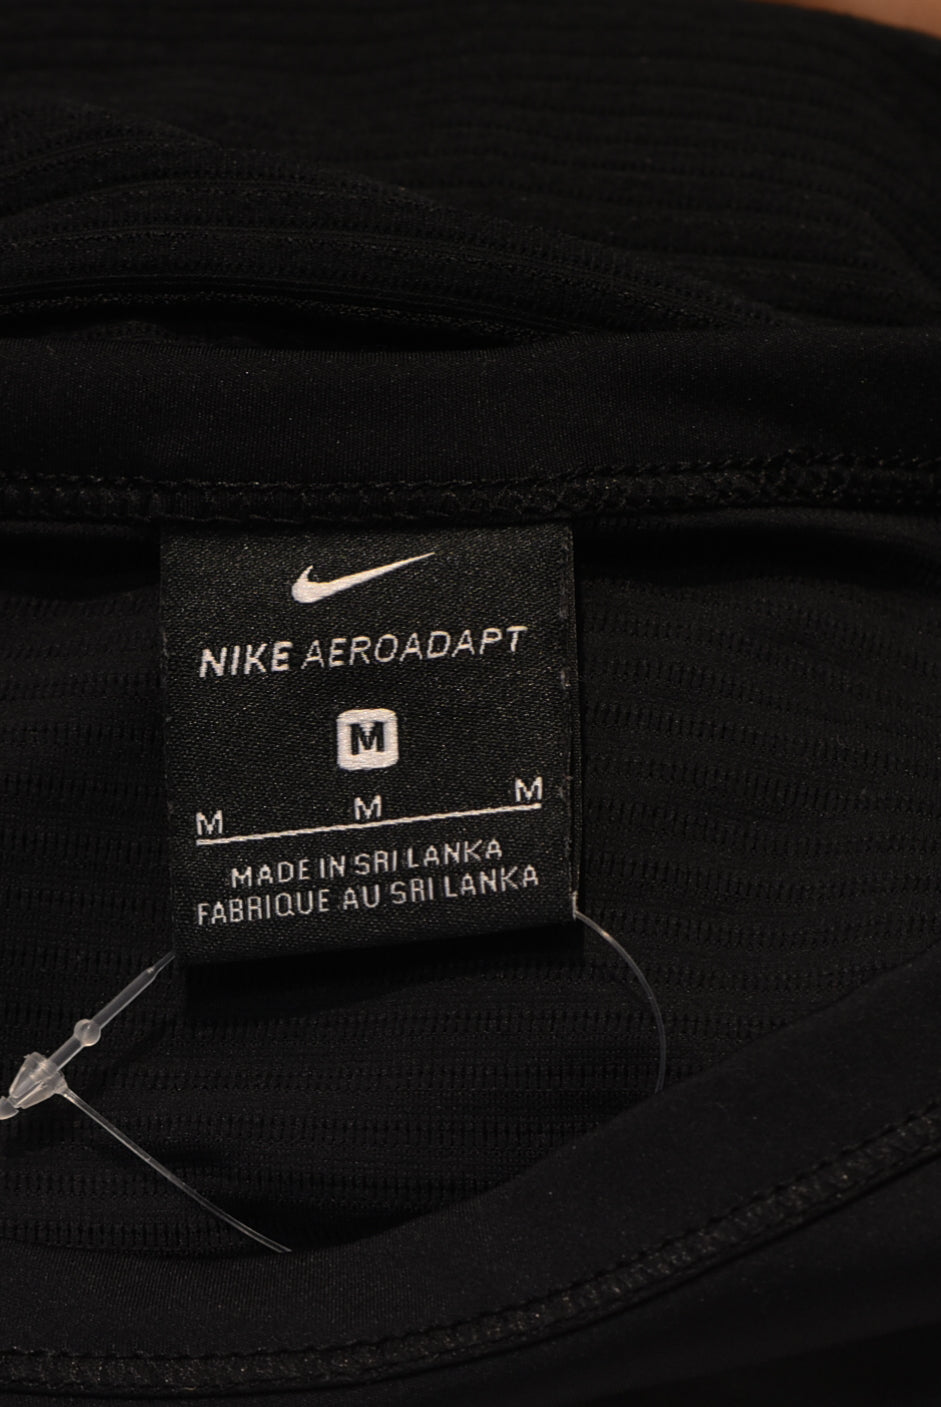 NIKE AEROADAPT
M
M M M
MADE IN SRI LANKA
FABRIQUE AU SRI LANKA